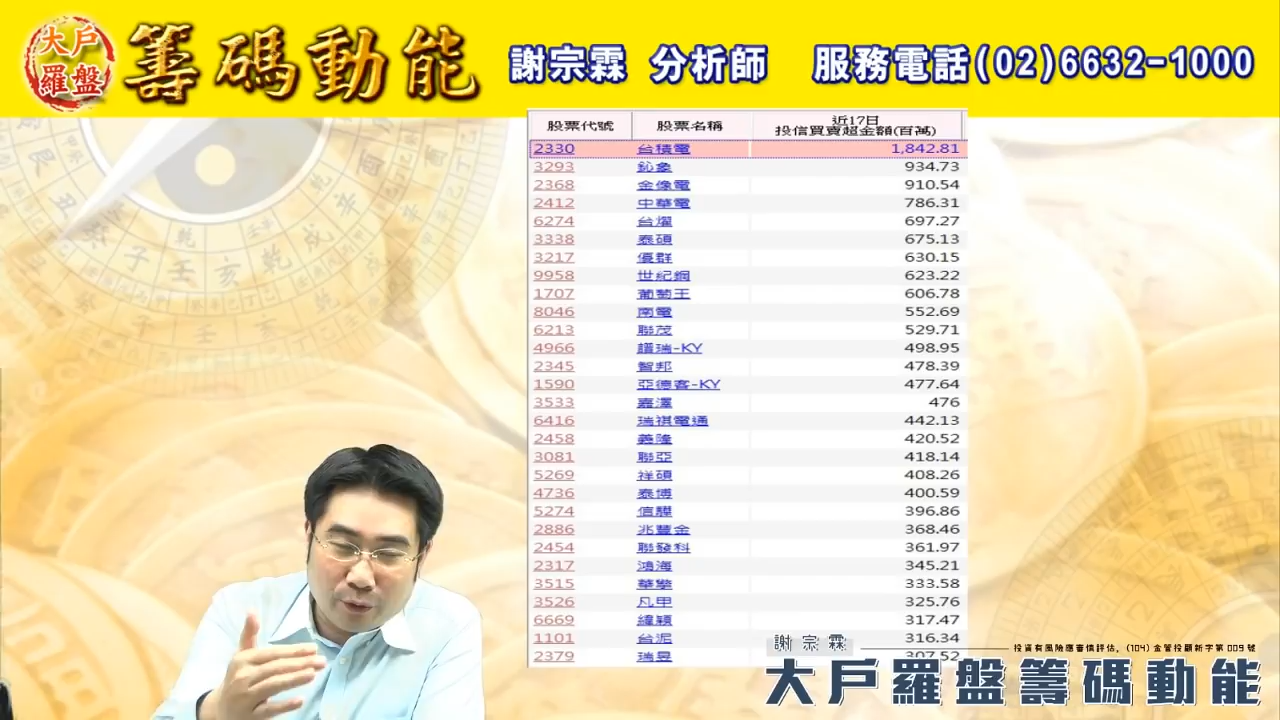 大戶
羅盤
籌碼動能
謝宗霖 分析師 服務電話(02)6632-1000
股票代號 股票名稱 近17日
投信買賣超金額(百萬)
2330 台積電 1,842.81
3293 鈊象 934.73
2368 金像電 910.54
2412 中華電 786.31
6274 台燿 697.27
3338 泰碩 675.13
3217 優群 630.15
9958 世紀鋼 623.22
1707 葡萄王 606.78
8046 南電 552.69
6213 聯茂 529.71
4966 譜瑞-KY 498.95
2345 智邦 478.39
1590 亞德客-KY 477.64
3533 嘉澤 476
6416 瑞祺電通 442.13
2458 義隆 420.52
3081 聯亞 418.14
5269 祥碩 408.26
4736 泰博 400.59
5274 信驊 396.86
2886 兆豐金 368.46
2454 聯發科 361.97
2317 鴻海 345.21
3515 華擎 333.58
3526 凡甲 325.76
6669 緯穎 317.47
1101 台泥 316.34
2379 瑞昱 307.52
謝宗霖
投資有風險應審慎評估, (104)金管投顧新字第009號
大戶羅盤籌碼動能